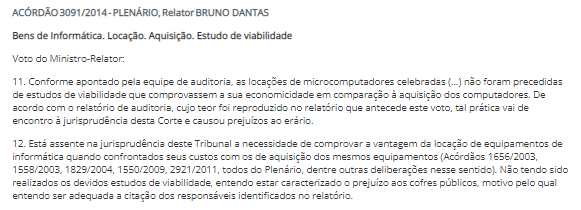 ACÓRDÃO 3091/2014 - PLENÁRIO, Relator BRUNO DANTAS
Bens de Informática. Locação. Aquisição. Estudo de viabilidade
Voto do Ministro-Relator:
11. Conforme apontado pela equipe de auditoria, as locações de microcomputadores celebradas (...) não foram precedidas
de estudos de viabilidade que comprovassem a sua economicidade em comparação à aquisição dos computadores. De
acordo com o relatório de auditoria, cujo teor foi reproduzido no relatório que antecede este voto, tal prática vai de
encontro à jurisprudência desta Corte e causou prejuízos ao erário.
12. Está assente na jurisprudência deste Tribunal a necessidade de comprovar a vantagem da locação de equipamentos de
informática quando confrontados seus custos com os de aquisição dos mesmos equipamentos (Acórdãos 1656/2003,
1558/2003, 1829/2004, 1550/2009, 2921/2011, todos do Plenário, dentre outras deliberações nesse sentido). Não tendo sido
realizados os devidos estudos de viabilidade, entendo estar caracterizado o prejuízo aos cofres públicos, motivo pelo qual
entendo ser adequada a citação dos responsáveis identificados no relatório.